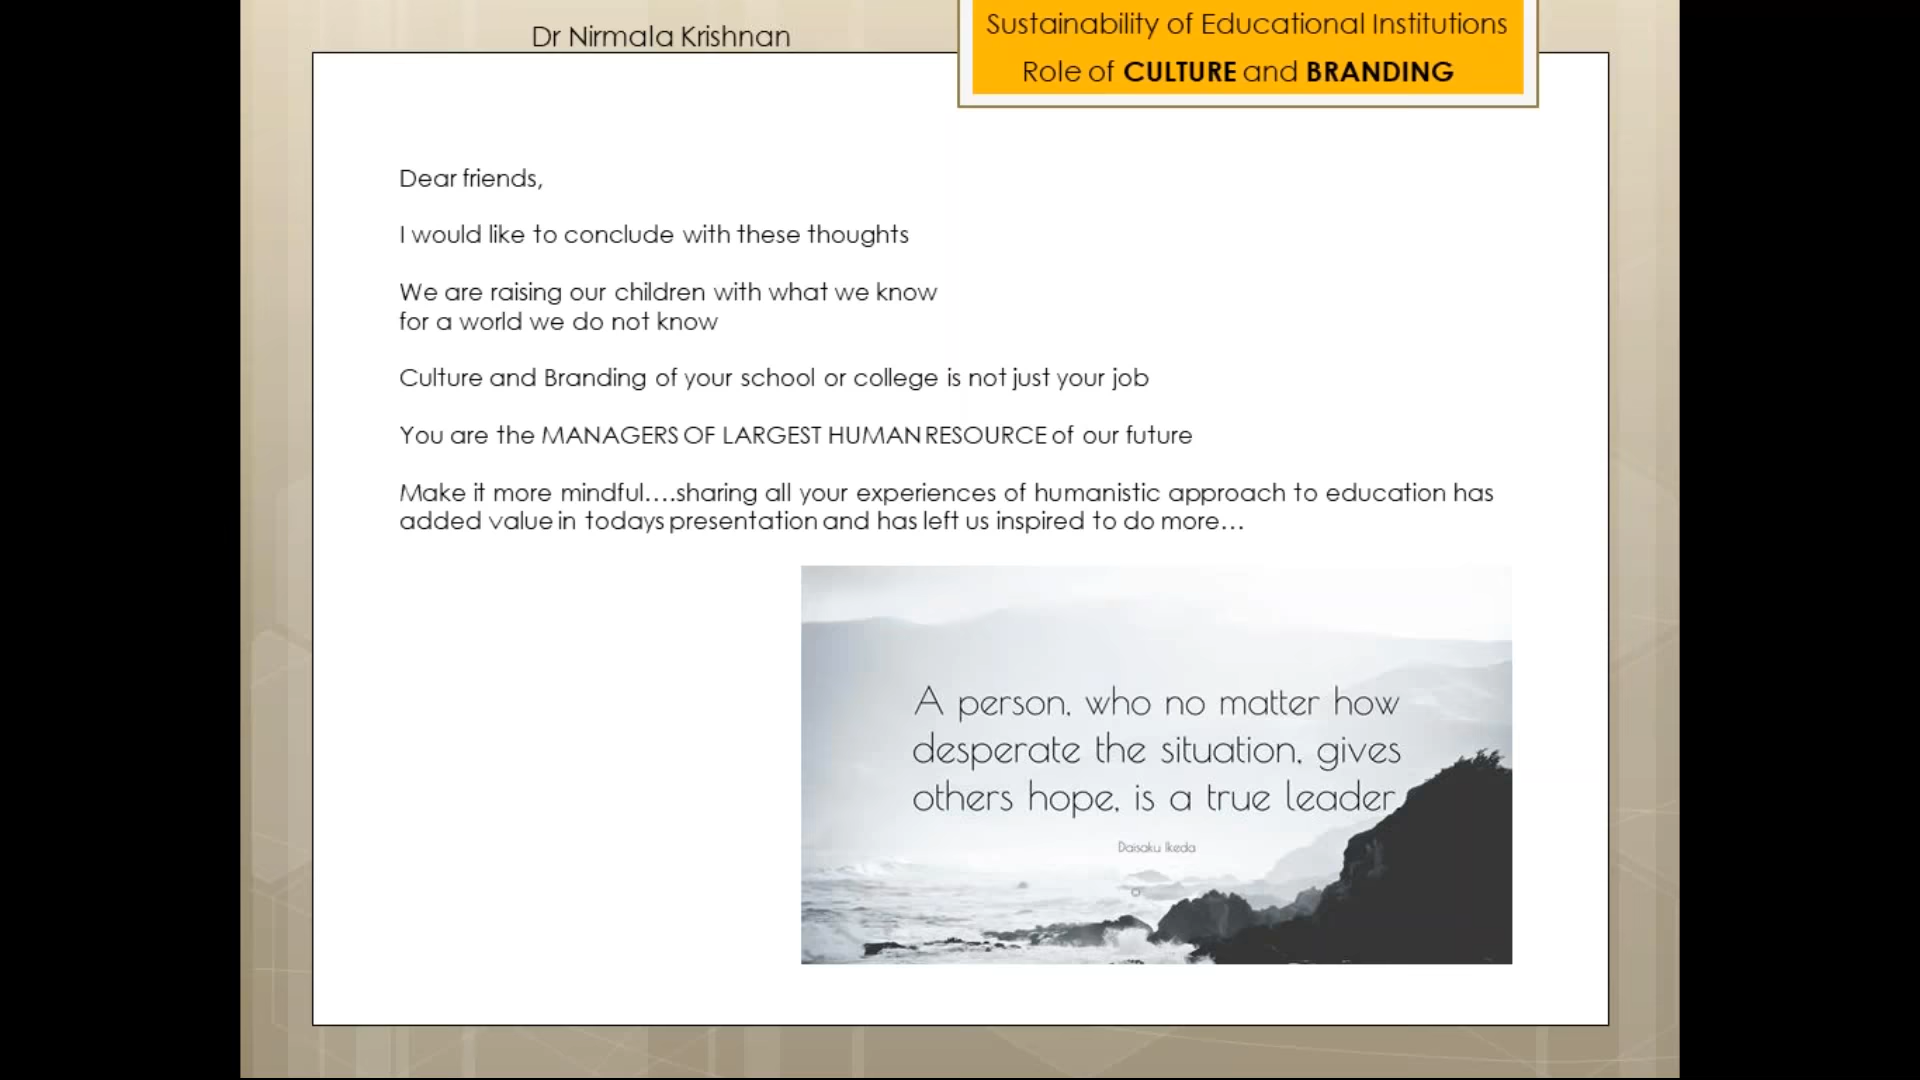 Dr Nirmala Krishnan
Sustainability of Educational Institutions
Role of CULTURE and BRANDING
Dear friends,
I would like to conclude with these thoughts
We are raising our children with what we know
for a world we do not know
Culture and Branding of your school or college is not just your job
You are the MANAGERS OF LARGEST HUMAN RESOURCE of our future
Make it more mindful....sharing all your experiences of humanistic approach to education has
added value in todays presentation and has left us inspired to do more...
A person, who no matter how
desperate the situation, gives
others hope, is a true leader.
Daisaku Ikeda